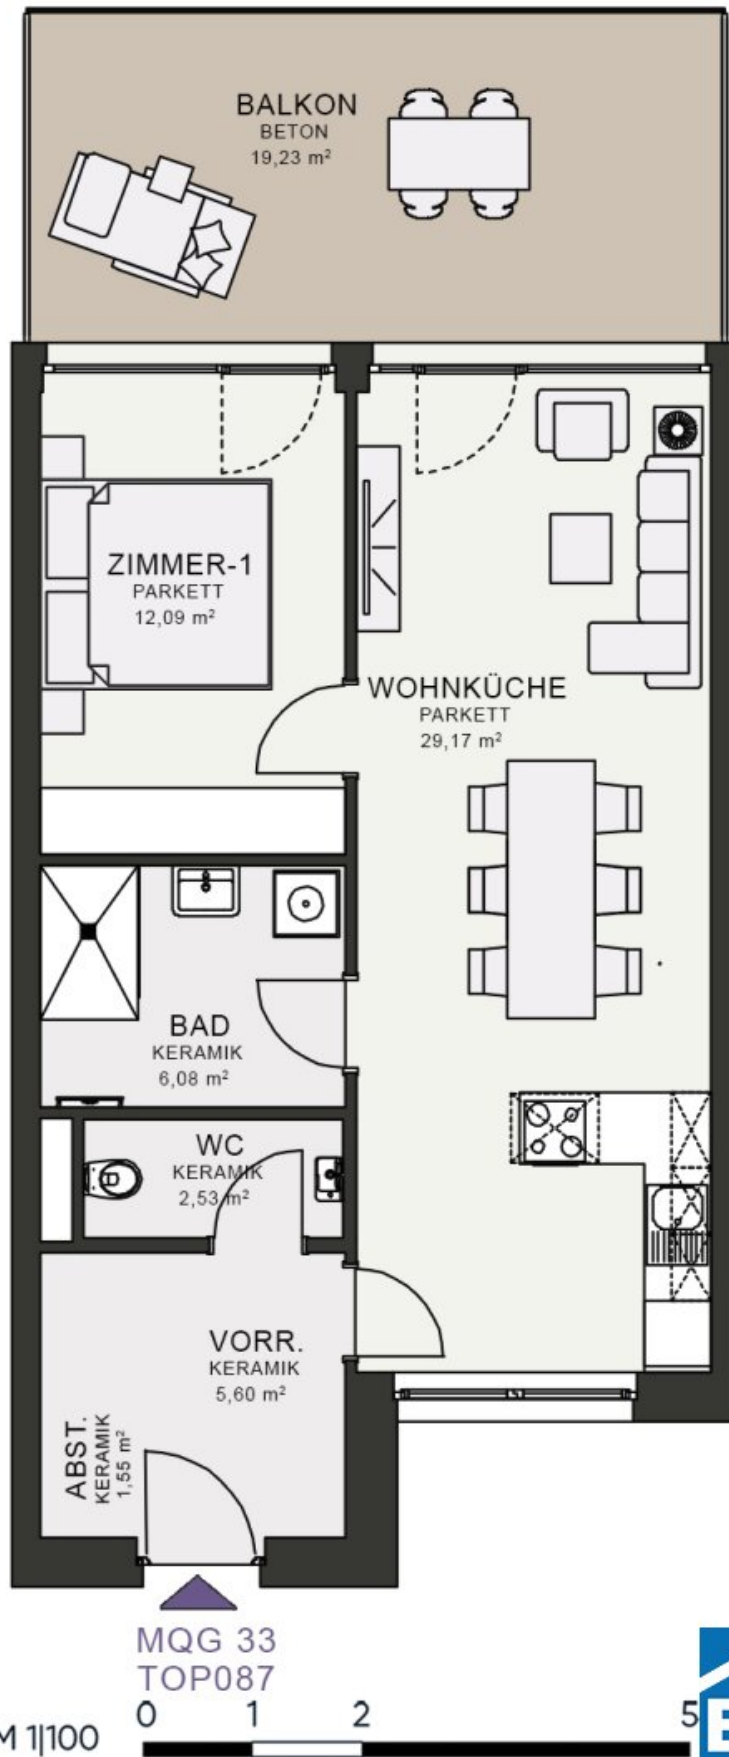 BALKON
BETON
19,23 m²
ZIMMER-1
PARKETT
12,09 m²
WOHNKÜCHE
PARKETT
29,17 m²
BAD
KERAMIK
6,08 m²
WC
KERAMIK
2,53 m²
VORR.
KERAMIK
5,60 m²
ABST.
KERAMIK
1,55 m²
MQG 33
TOP087
0 1 2 5
M 1|100